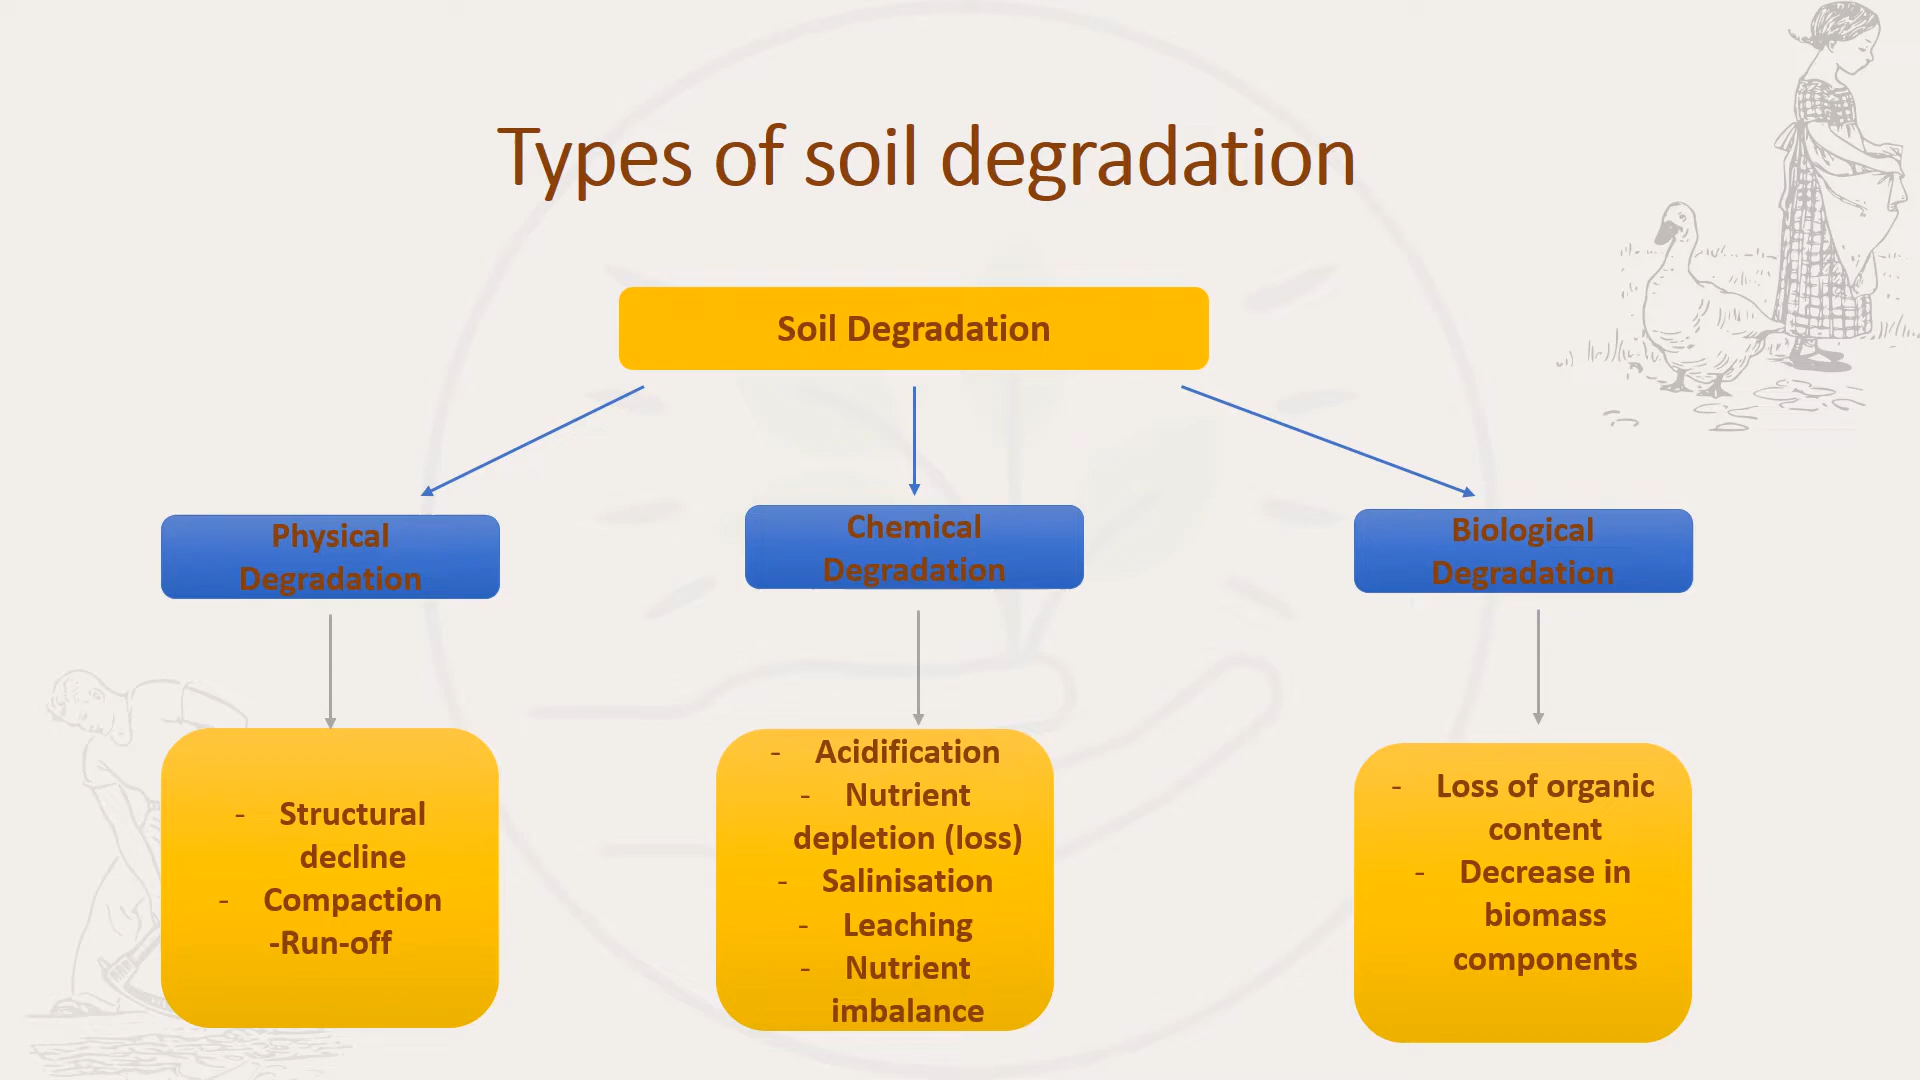 Types of soil degradation
Soil Degradation
Physical
Degradation
Chemical
Degradation
Biological
Degradation
- Structural
decline
- Compaction
-Run-off
- Acidification
- Nutrient
depletion (loss)
- Salinisation
- Leaching
- Nutrient
imbalance
- Loss of organic
content
- Decrease in
biomass
components